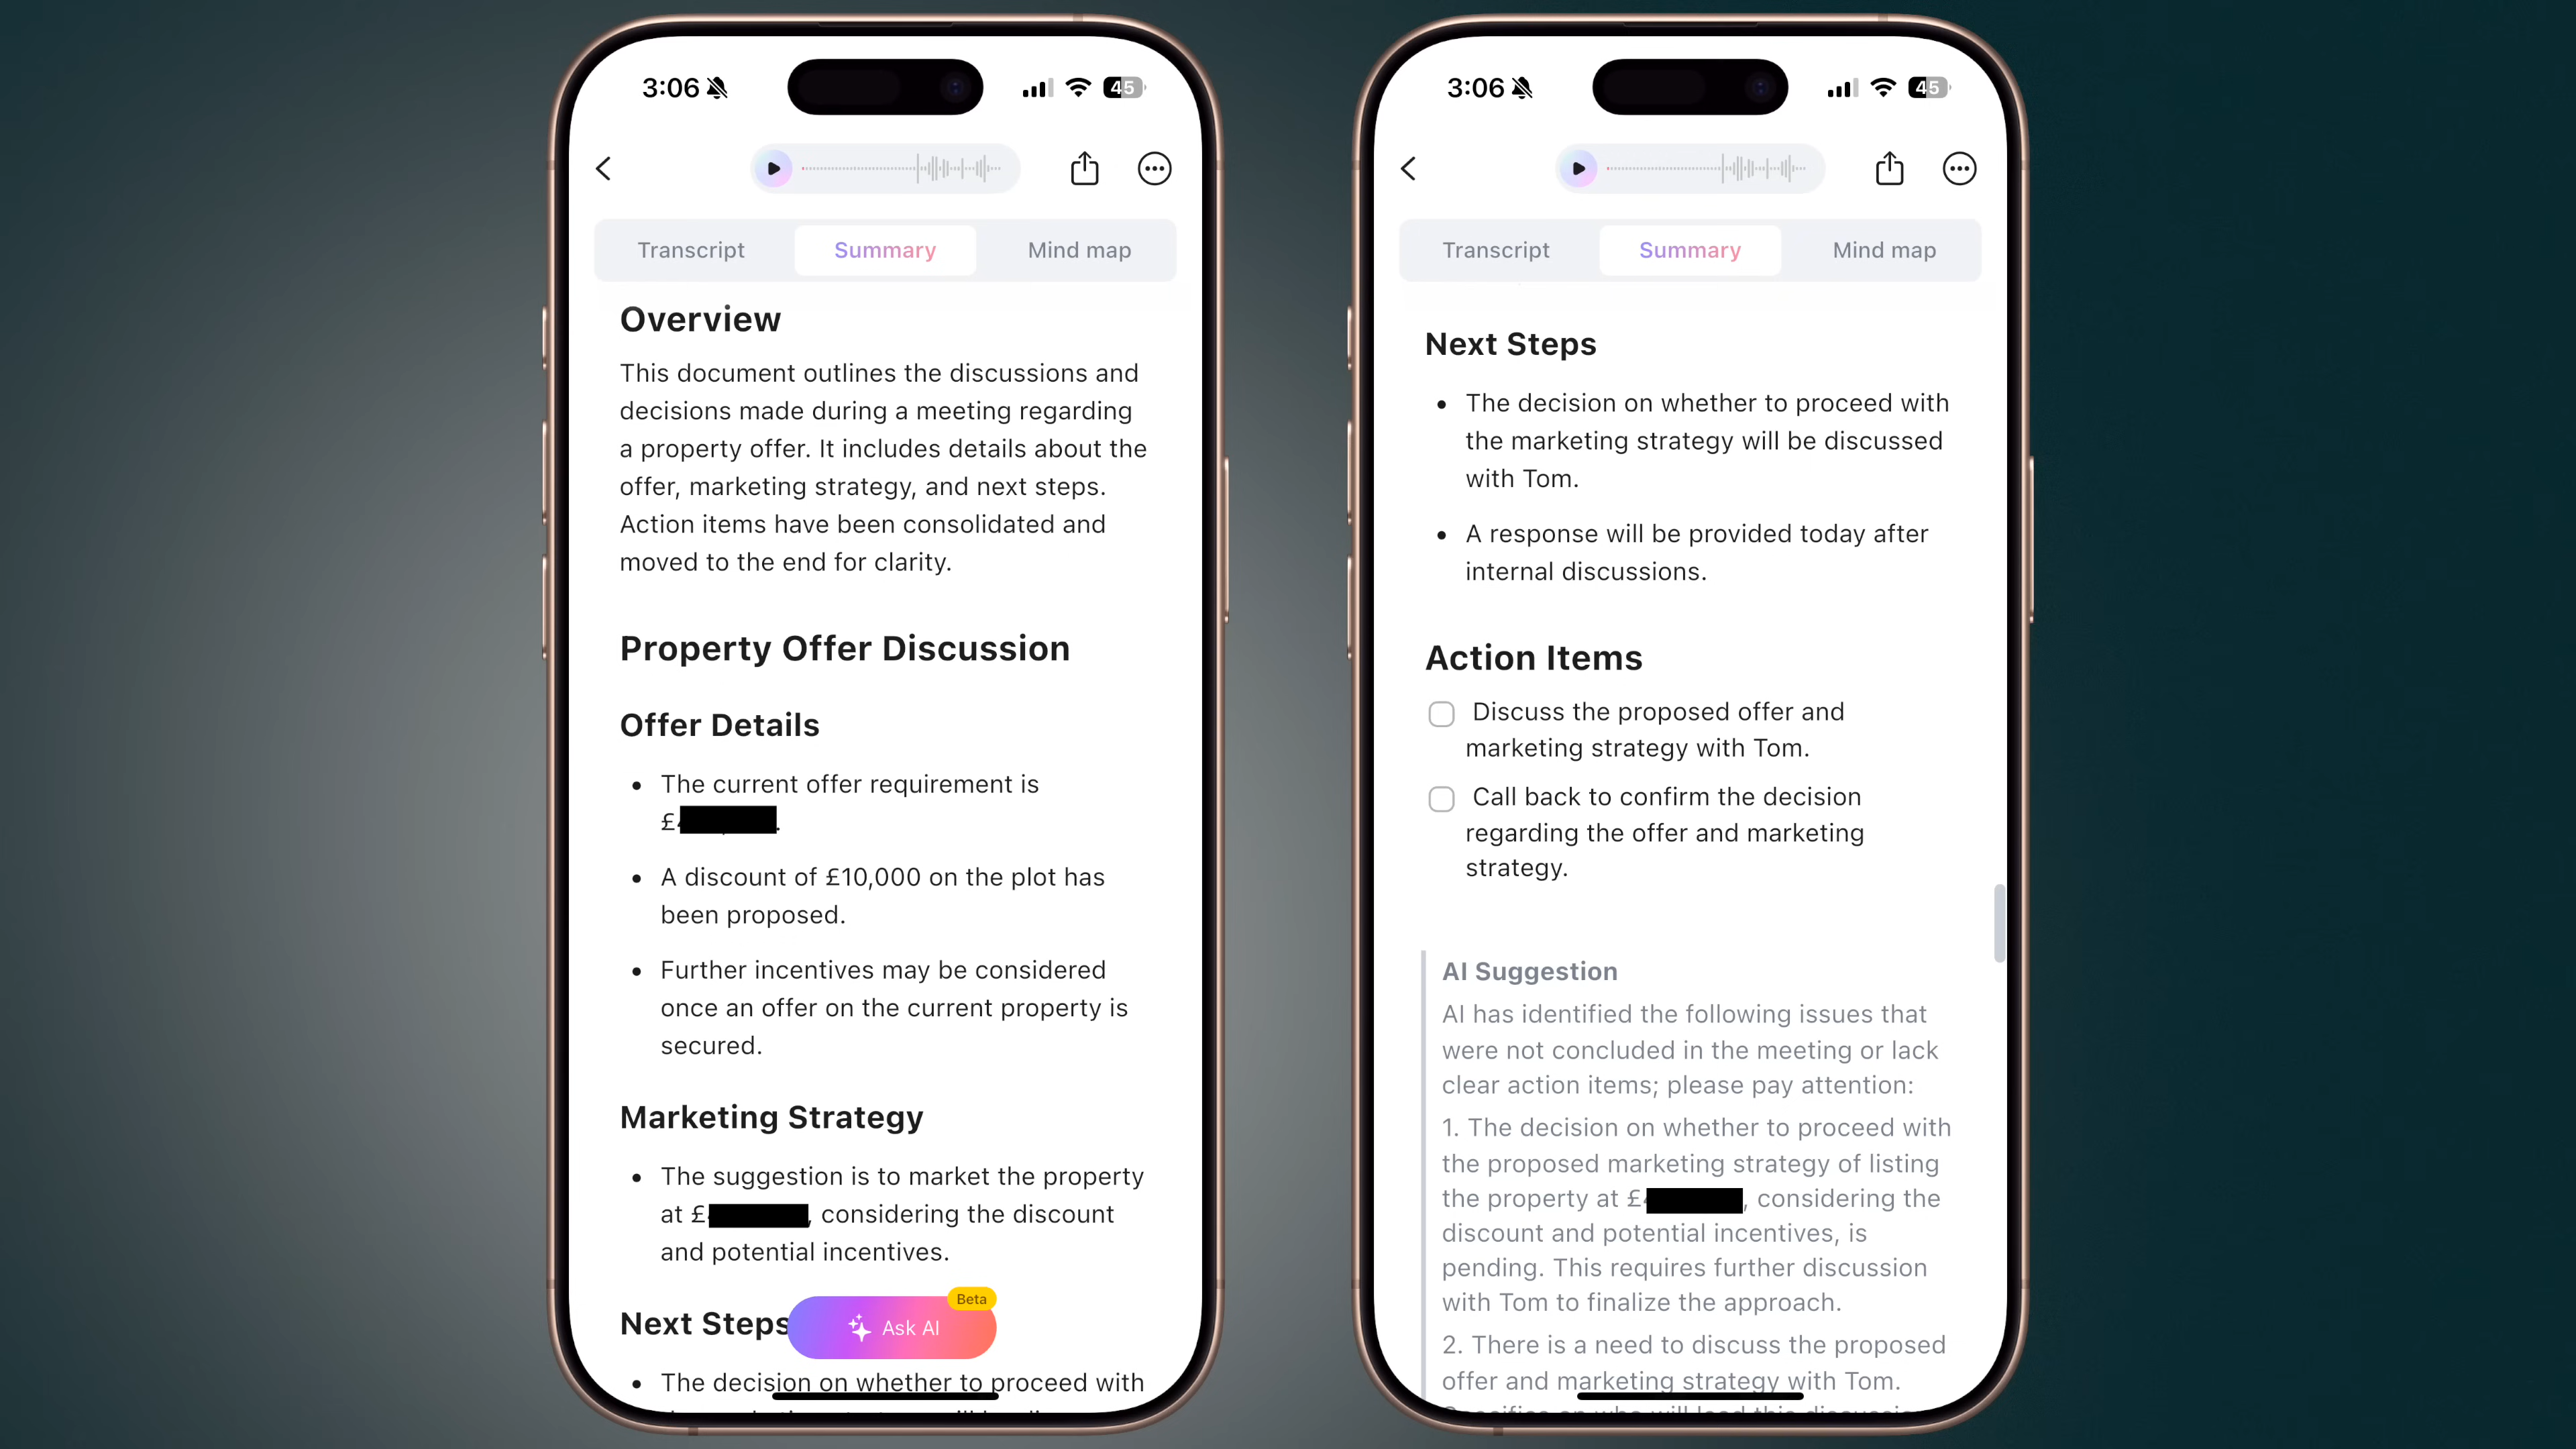 3:06
45
Transcript
Summary
Mind map
Overview
This document outlines the discussions and
decisions made during a meeting regarding
a property offer. It includes details about the
offer, marketing strategy, and next steps.
Action items have been consolidated and
moved to the end for clarity.
Property Offer Discussion
Offer Details
• The current offer requirement is
£ .
• A discount of £10,000 on the plot has
been proposed.
• Further incentives may be considered
once an offer on the current property is
secured.
Marketing Strategy
• The suggestion is to market the property
at £ , considering the discount
and potential incentives.
Next Steps
Beta
Ask AI
• The decision on whether to proceed with
3:06
45
Transcript
Summary
Mind map
Next Steps
• The decision on whether to proceed with
the marketing strategy will be discussed
with Tom.
• A response will be provided today after
internal discussions.
Action Items
Discuss the proposed offer and
marketing strategy with Tom.
Call back to confirm the decision
regarding the offer and marketing
strategy.
AI Suggestion
AI has identified the following issues that
were not concluded in the meeting or lack
clear action items; please pay attention:
1. The decision on whether to proceed with
the proposed marketing strategy of listing
the property at £ , considering the
discount and potential incentives, is
pending. This requires further discussion
with Tom to finalize the approach.
2. There is a need to discuss the proposed
offer and marketing strategy with Tom.